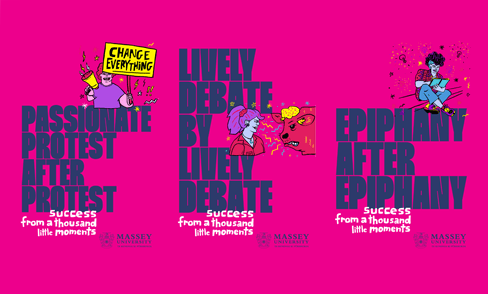 CHANGE
EVERYTHING
PASSIONATE
PROTEST
AFTER
PROTEST
success
from a thousand
little moments
MASSEY
UNIVERSITY
LIVELY
DEBATE
BY
LIVELY
DEBATE
success
from a thousand
little moments
MASSEY
UNIVERSITY
EPIPHANY
AFTER
EPIPHANY
success
from a thousand
little moments
MASSEY
UNIVERSITY